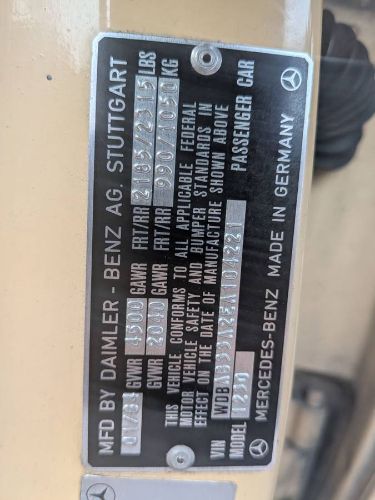 MFD BY DAIMLER - BENZ AG. STUTTGART
GVWR 4500 GAWR FRT/RR 2185/2315 LBS
GVWR 2040 GAWR FRT/RR 990/1050 KG
THIS VEHICLE CONFORMS TO ALL APPLICABLE FEDERAL
MOTOR VEHICLE SAFETY AND BUMPER STANDARDS IN
EFFECT ON THE DATE OF MANUFACTURE SHOWN ABOVE
VIN PASSENGER CAR
MODEL
MERCEDES-BENZ MADE IN GERMANY